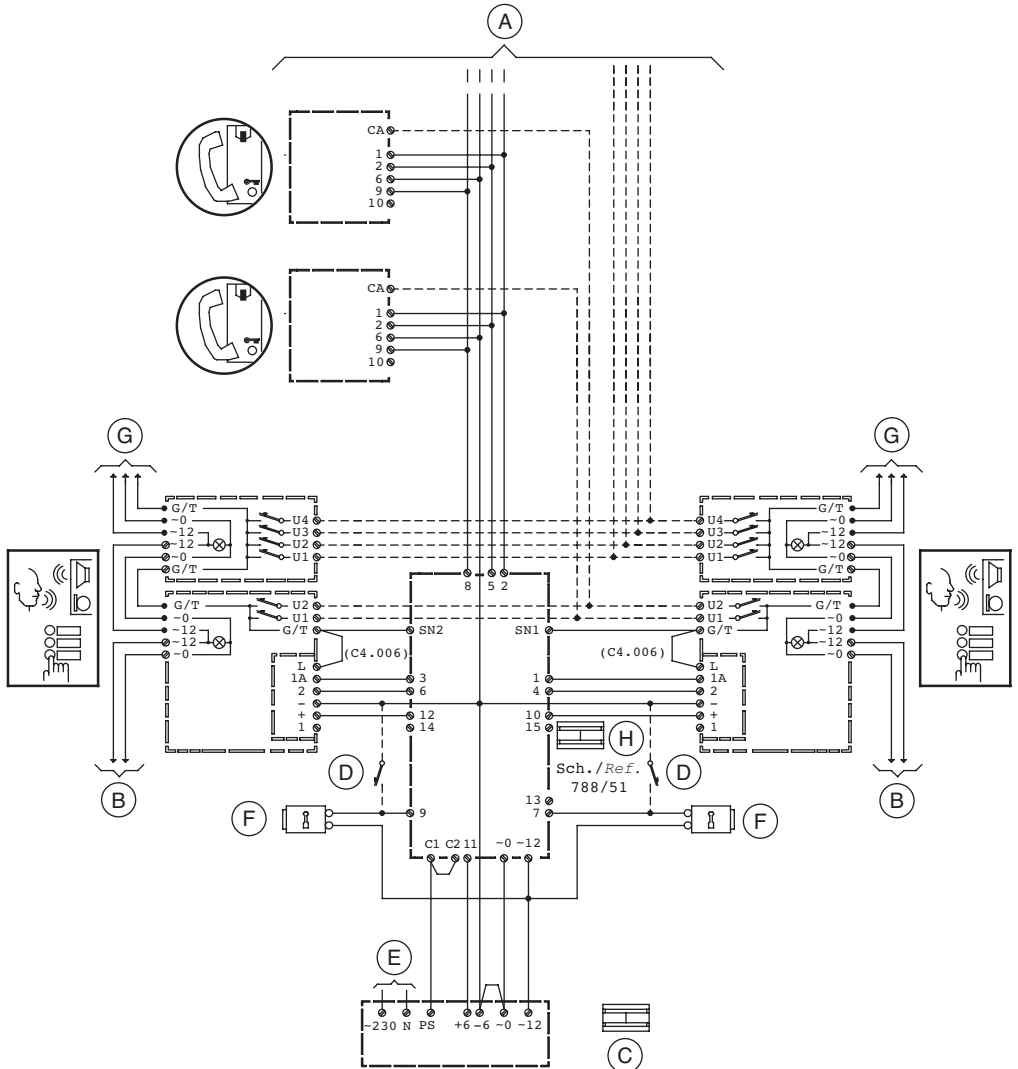 A
CA
1
2
6
9
10
CA
1
2
6
9
10
G
G
G/T
~0
~12
~12
~0
G/T
U4
U3
U2
U1
U4
U3
U2
U1
G/T
~0
~12
~12
~0
G/T
8 5 2
G/T
~0
~12
~12
~0
U2
U1
G/T
L
1A
2
-
+
1
(C4.006)
SN2
3
6
12
14
9
SN1
1
4
10
15
13
7
(C4.006)
U2
U1
G/T
L
1A
2
-
+
1
G/T
~0
~12
~12
~0
H
Sch./Ref.
788/51
D
D
B
B
F
F
C1 C2 11 ~0 ~12
E
~230 N PS +6 -6 ~0 ~12
C